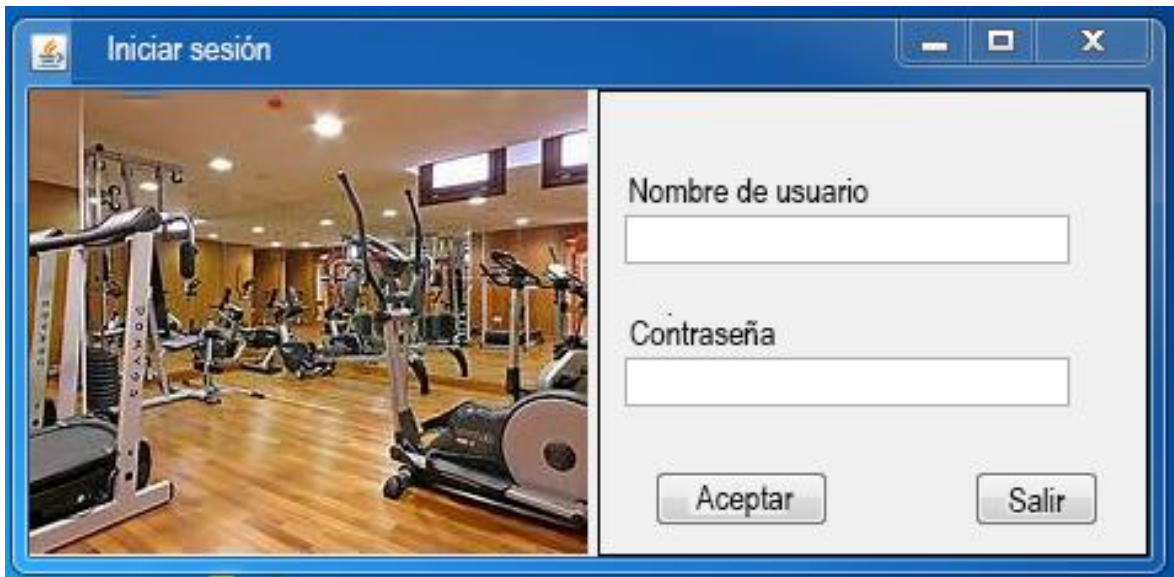 Iniciar sesión
Nombre de usuario
Contraseña
Aceptar
Salir